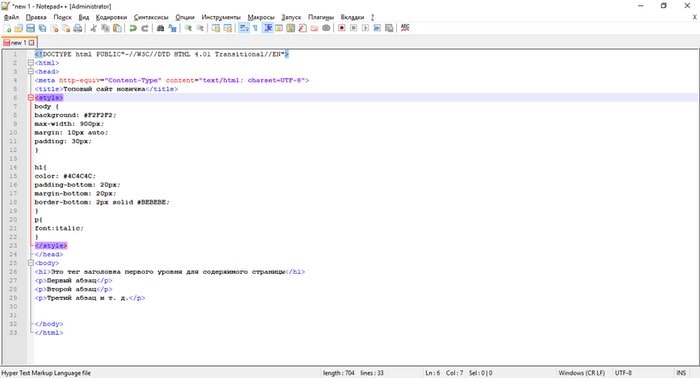 *new 1 - Notepad++ [Administrator]
Файл Правка Поиск Вид Кодировки Синтаксисы Опции Инструменты Макросы Запуск Плагины Вкладки ? X
new 1
1 <!DOCTYPE html PUBLIC"-//W3C//DTD HTML 4.01 Transitional//EN">
2 <html>
3 <head>
4 <meta http-equiv="Content-Type" content="text/html; charset=UTF-8">
5 <title>Топовый сайт новичка</title>
6 <style>
7 body {
8 background: #F2F2F2;
9 max-width: 900px;
10 margin: 10px auto;
11 padding: 30px;
12 }
13
14 h1{
15 color: #4C4C4C;
16 padding-bottom: 20px;
17 margin-bottom: 20px;
18 border-bottom: 2px solid #BEBEBE;
19 }
20 p{
21 font:italic;
22 }
23 </style>
24 </head>
25 <body>
26 <h1>Это тег заголовка первого уровня для содержимого страницы</h1>
27 <p>Первый абзац</p>
28 <p>Второй абзац</p>
29 <p>Третий абзац и т. д.</p>
30
31
32 </body>
33 </html>
Hyper Text Markup Language file length : 704 lines : 33 Ln : 6 Col : 7 Sel : 0 | 0 Windows (CR LF) UTF-8 INS